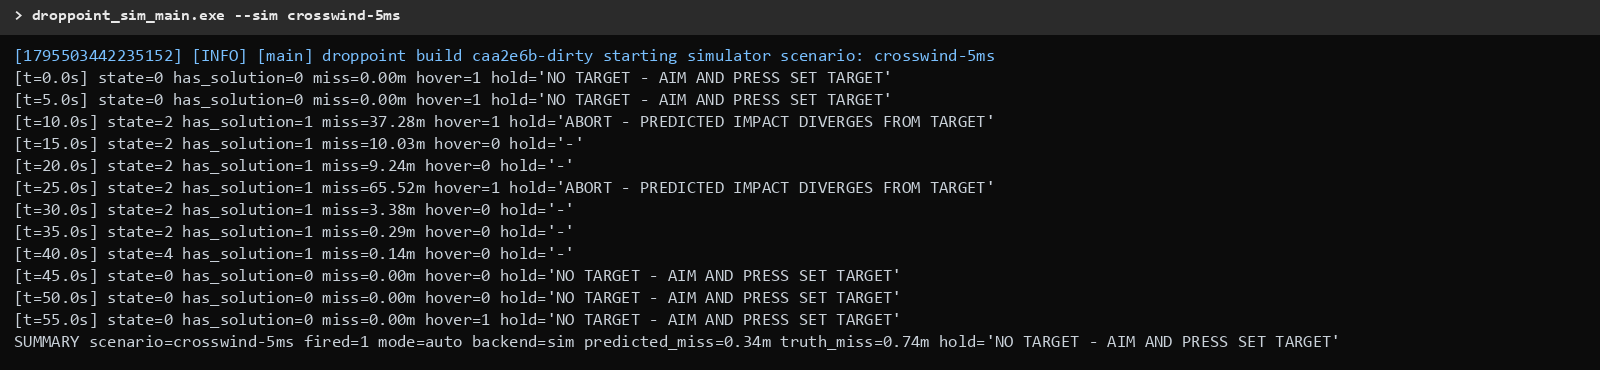 > droppoint_sim_main.exe --sim crosswind-5ms
[1795503442235152] [INFO] [main] droppoint build caa2e6b-dirty starting simulator scenario: crosswind-5ms
[t=0.0s] state=0 has_solution=0 miss=0.00m hover=1 hold='NO TARGET - AIM AND PRESS SET TARGET'
[t=5.0s] state=0 has_solution=0 miss=0.00m hover=1 hold='NO TARGET - AIM AND PRESS SET TARGET'
[t=10.0s] state=2 has_solution=1 miss=37.28m hover=1 hold='ABORT - PREDICTED IMPACT DIVERGES FROM TARGET'
[t=15.0s] state=2 has_solution=1 miss=10.03m hover=0 hold='-'
[t=20.0s] state=2 has_solution=1 miss=9.24m hover=0 hold='-'
[t=25.0s] state=2 has_solution=1 miss=65.52m hover=1 hold='ABORT - PREDICTED IMPACT DIVERGES FROM TARGET'
[t=30.0s] state=2 has_solution=1 miss=3.38m hover=0 hold='-'
[t=35.0s] state=2 has_solution=1 miss=0.29m hover=0 hold='-'
[t=40.0s] state=4 has_solution=1 miss=0.14m hover=0 hold='-'
[t=45.0s] state=0 has_solution=0 miss=0.00m hover=0 hold='NO TARGET - AIM AND PRESS SET TARGET'
[t=50.0s] state=0 has_solution=0 miss=0.00m hover=0 hold='NO TARGET - AIM AND PRESS SET TARGET'
[t=55.0s] state=0 has_solution=0 miss=0.00m hover=1 hold='NO TARGET - AIM AND PRESS SET TARGET'
SUMMARY scenario=crosswind-5ms fired=1 mode=auto backend=sim predicted_miss=0.34m truth_miss=0.74m hold='NO TARGET - AIM AND PRESS SET TARGET'